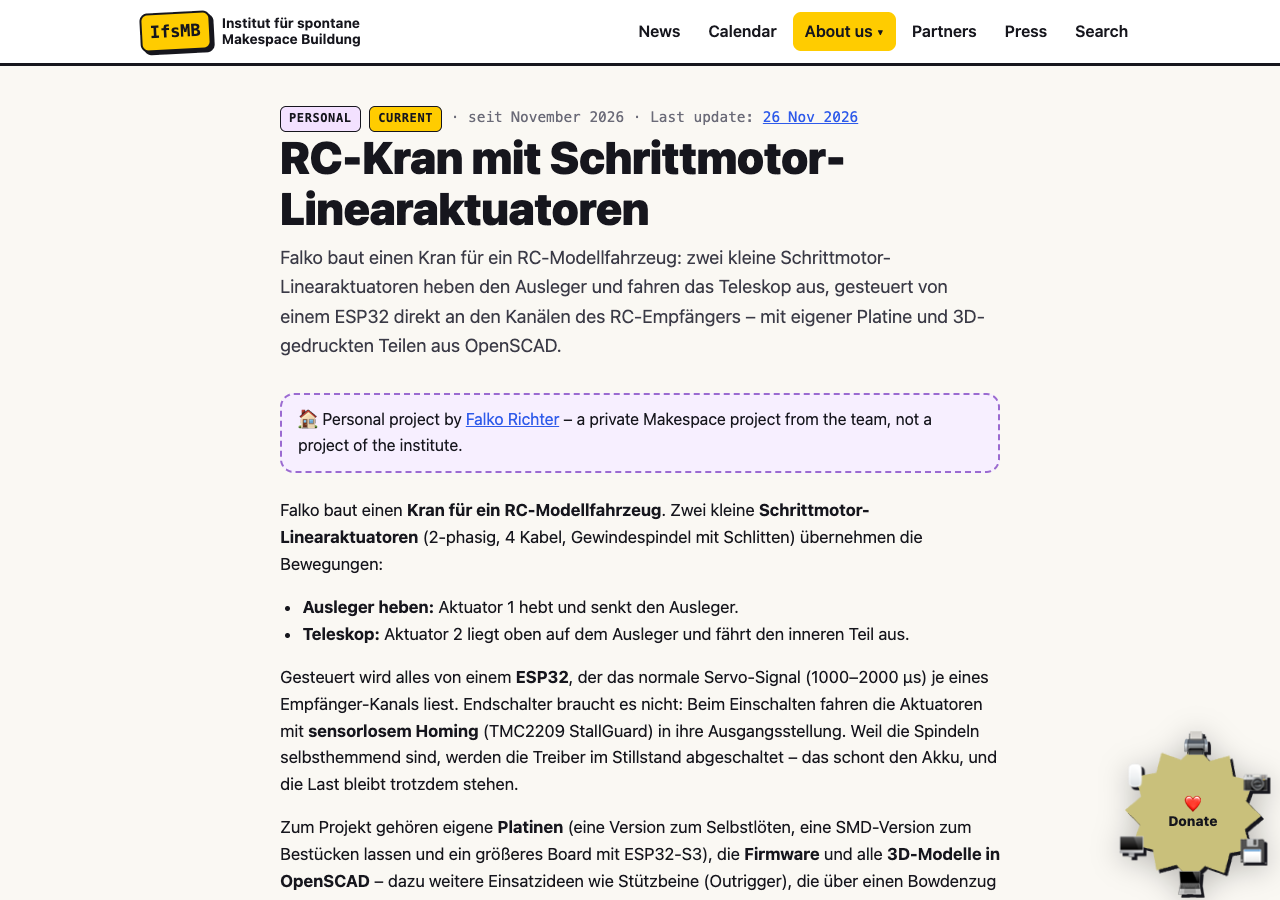 IfsMB
Institut für spontane
Makespace Buildung
News
Calendar
About us ▾
Partners
Press
Search
PERSONAL CURRENT · seit November 2026 · Last update: 26 Nov 2026
RC-Kran mit Schrittmotor-
Linearaktuatoren
Falko baut einen Kran für ein RC-Modellfahrzeug: zwei kleine Schrittmotor-
Linearaktuatoren heben den Ausleger und fahren das Teleskop aus, gesteuert von
einem ESP32 direkt an den Kanälen des RC-Empfängers – mit eigener Platine und 3D-
gedruckten Teilen aus OpenSCAD.
🏠 Personal project by Falko Richter – a private Makespace project from the team, not a
project of the institute.
Falko baut einen Kran für ein RC-Modellfahrzeug. Zwei kleine Schrittmotor-
Linearaktuatoren (2-phasig, 4 Kabel, Gewindespindel mit Schlitten) übernehmen die
Bewegungen:
• Ausleger heben: Aktuator 1 hebt und senkt den Ausleger.
• Teleskop: Aktuator 2 liegt oben auf dem Ausleger und fährt den inneren Teil aus.
Gesteuert wird alles von einem ESP32, der das normale Servo-Signal (1000–2000 µs) je eines
Empfänger-Kanals liest. Endschalter braucht es nicht: Beim Einschalten fahren die Aktuatoren
mit sensorlosem Homing (TMC2209 StallGuard) in ihre Ausgangsstellung. Weil die Spindeln
selbsthemmend sind, werden die Treiber im Stillstand abgeschaltet – das schont den Akku, und
die Last bleibt trotzdem stehen.
Zum Projekt gehören eigene Platinen (eine Version zum Selbstlöten, eine SMD-Version zum
Bestücken lassen und ein größeres Board mit ESP32-S3), die Firmware und alle 3D-Modelle in
OpenSCAD – dazu weitere Einsatzideen wie Stützbeine (Outrigger), die über einen Bowdenzug
❤️
Donate